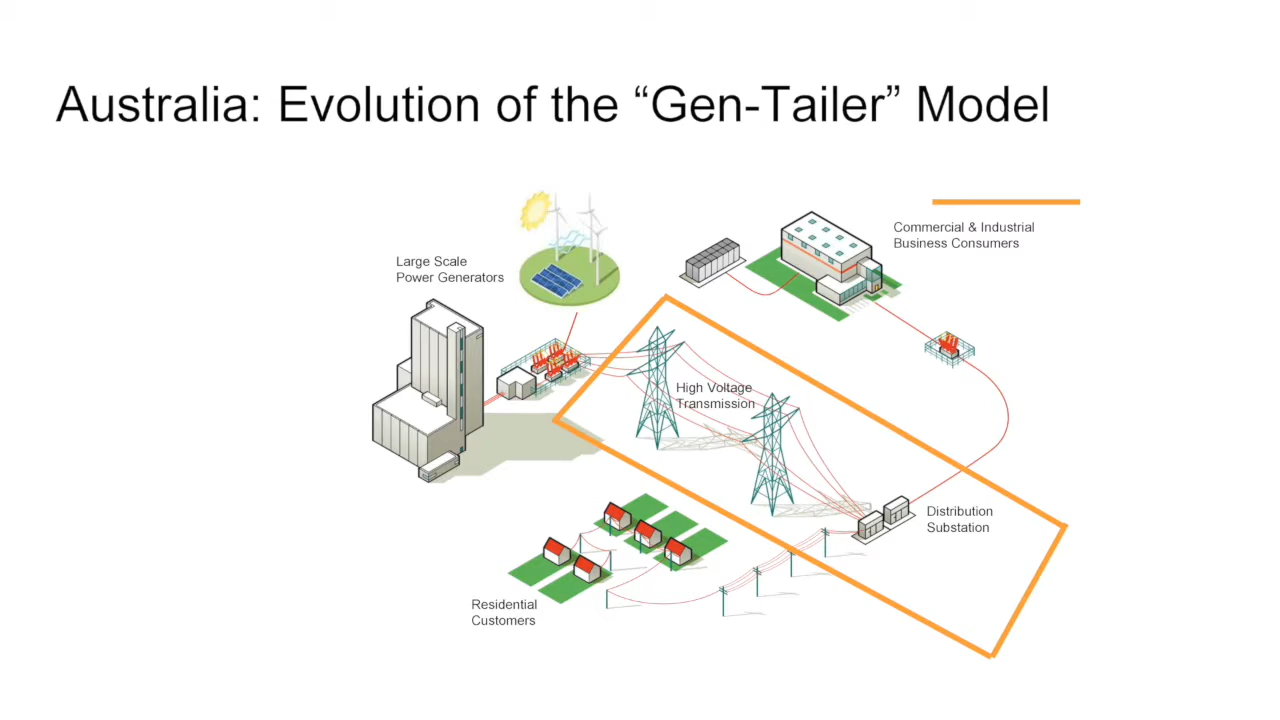 Australia: Evolution of the “Gen-Tailer” Model
Commercial & Industrial
Business Consumers
Large Scale
Power Generators
High Voltage
Transmission
Distribution
Substation
Residential
Customers